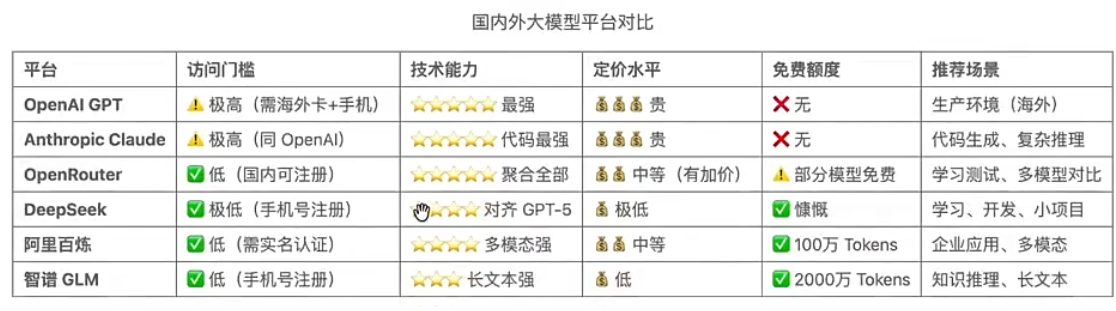 国内外大模型平台对比
平台 访问门槛 技术能力 定价水平 免费额度 推荐场景
OpenAI GPT ⚠️ 极高（需海外卡+手机） ⭐⭐⭐⭐⭐ 最强 💰💰💰 贵 ❌ 无 生产环境（海外）
Anthropic Claude ⚠️ 极高（同 OpenAI） ⭐⭐⭐⭐⭐ 代码最强 💰💰💰 贵 ❌ 无 代码生成、复杂推理
OpenRouter ✅ 低（国内可注册） ⭐⭐⭐⭐⭐ 聚合全部 💰💰 中等（有加价） ⚠️ 部分模型免费 学习测试、多模型对比
DeepSeek ✅ 极低（手机号注册） ⭐⭐⭐⭐ 对齐 GPT-5 💰 极低 ✅ 慷慨 学习、开发、小项目
阿里百炼 ✅ 低（需实名认证） ⭐⭐⭐⭐ 多模态强 💰💰 中等 ✅ 100万 Tokens 企业应用、多模态
智谱 GLM ✅ 低（手机号注册） ⭐⭐⭐ 长文本强 💰 低 ✅ 2000万 Tokens 知识推理、长文本